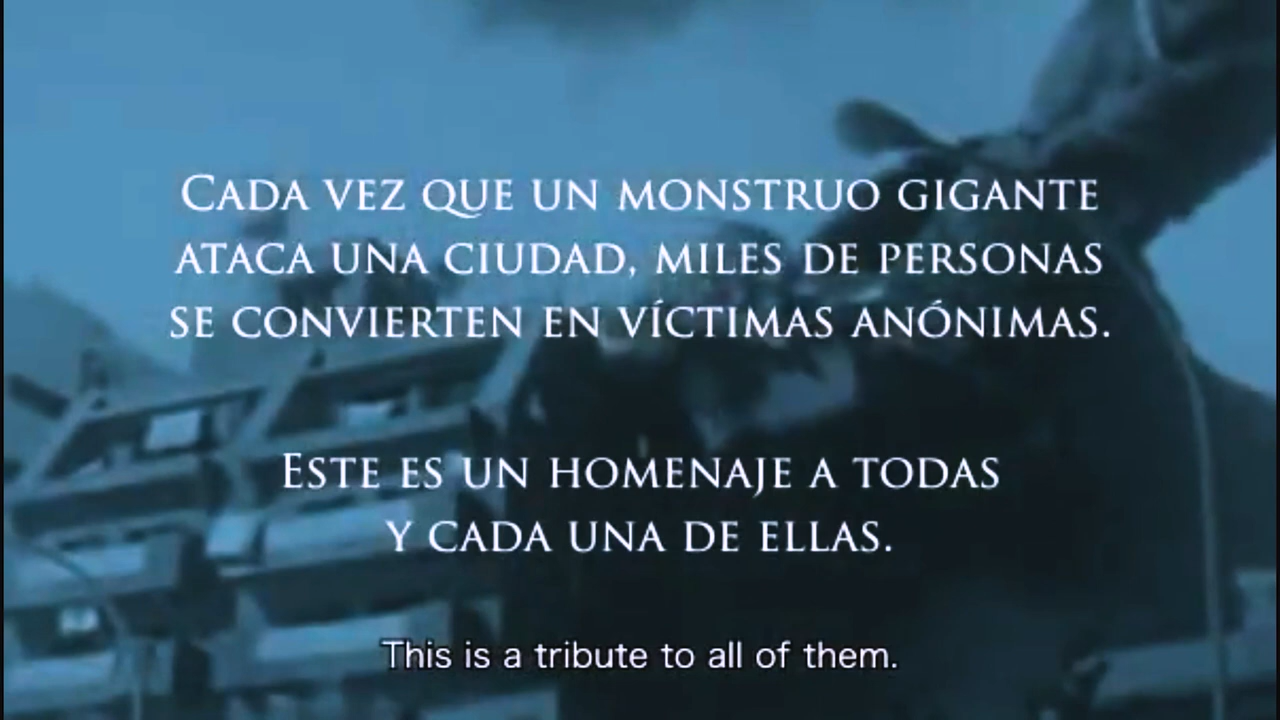 Cada vez que un monstruo gigante
ataca una ciudad, miles de personas
se convierten en víctimas anónimas.
Este es un homenaje a todas
y cada una de ellas.
This is a tribute to all of them.